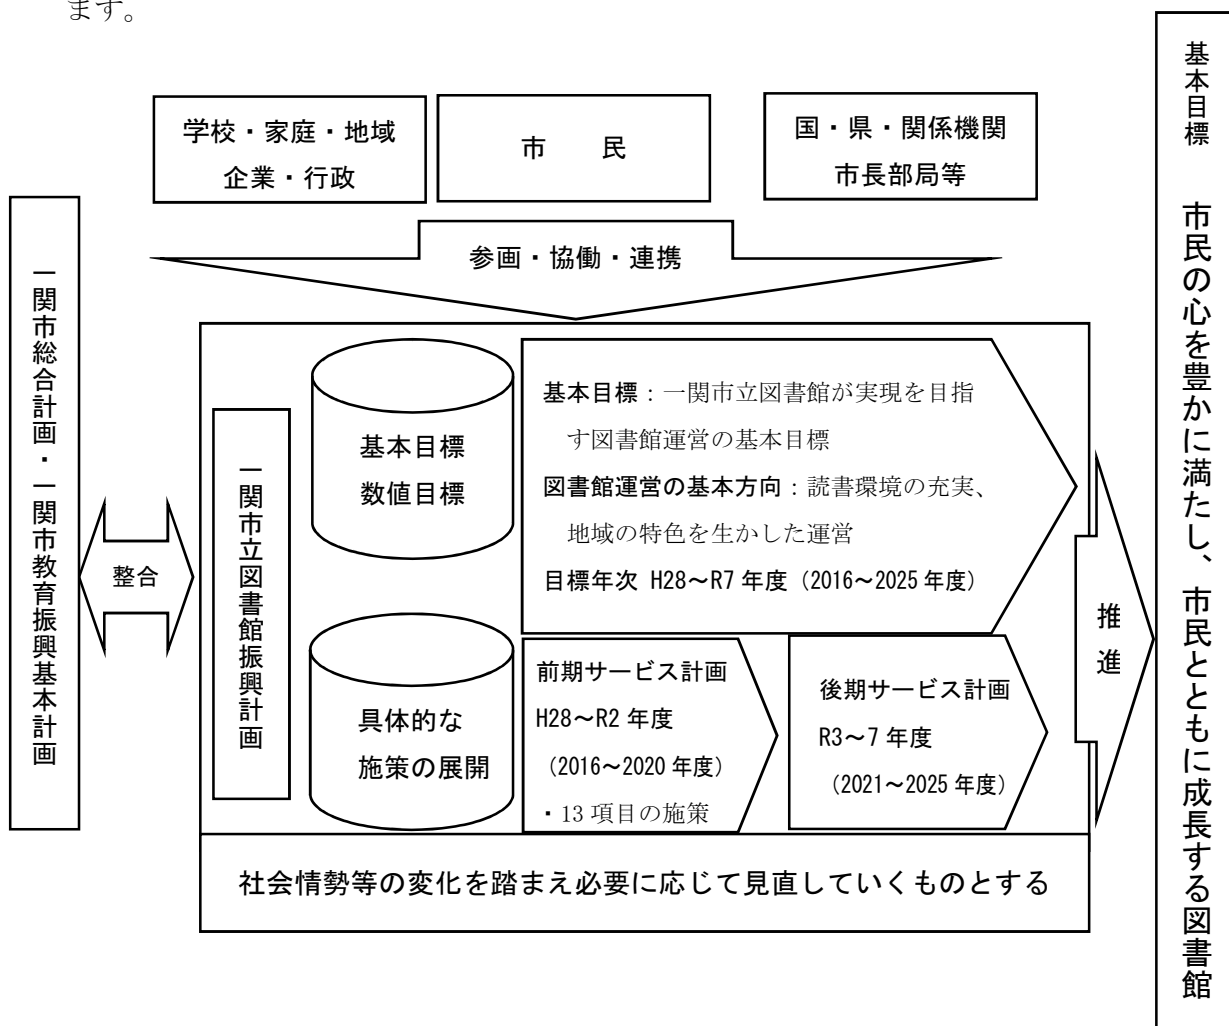 ます。
学校・家庭・地域
企業・行政
市　民
国・県・関係機関
市長部局等
参画・協働・連携
一関市総合計画・一関市教育振興基本計画
整合
一関市立図書館振興計画
基本目標
数値目標
基本目標：一関市立図書館が実現を目指
す図書館運営の基本目標
図書館運営の基本方向：読書環境の充実、
地域の特色を生かした運営
目標年次 H28～R7 年度（2016～2025 年度）
具体的な
施策の展開
前期サービス計画
H28～R2 年度
（2016～2020 年度）
・13 項目の施策
後期サービス計画
R3～7 年度
（2021～2025 年度）
社会情勢等の変化を踏まえ必要に応じて見直していくものとする
推進
基本目標　市民の心を豊かに満たし、市民とともに成長する図書館